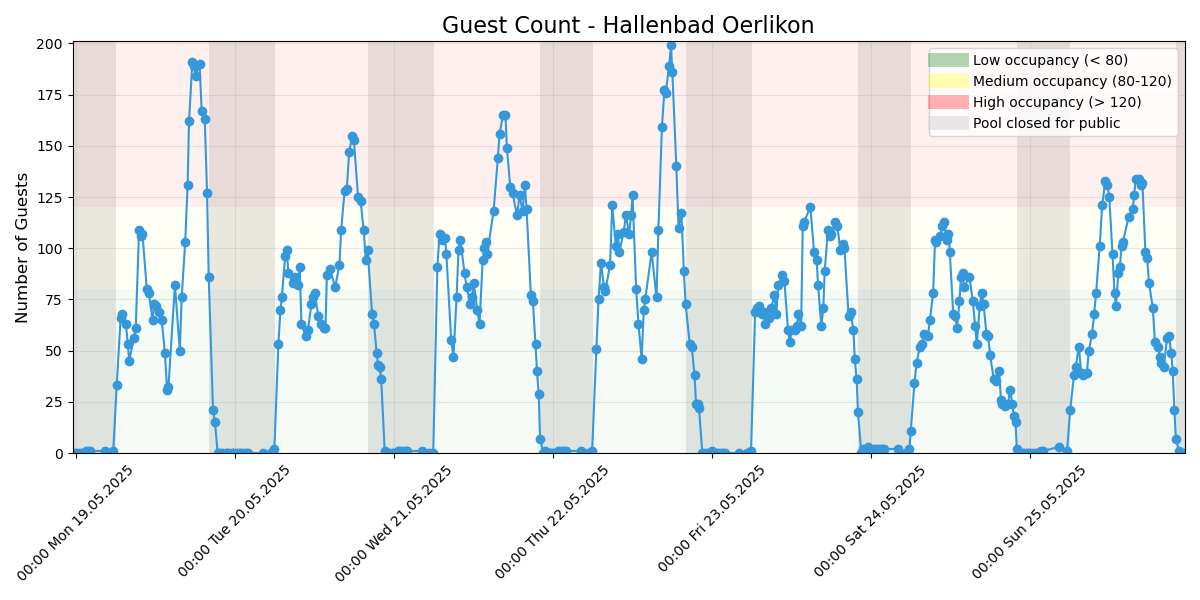 Guest Count - Hallenbad Oerlikon
Number of Guests
200
175
150
125
100
75
50
25
0
Low occupancy (< 80)
Medium occupancy (80-120)
High occupancy (> 120)
Pool closed for public
00:00 Mon 19.05.2025
00:00 Tue 20.05.2025
00:00 Wed 21.05.2025
00:00 Thu 22.05.2025
00:00 Fri 23.05.2025
00:00 Sat 24.05.2025
00:00 Sun 25.05.2025